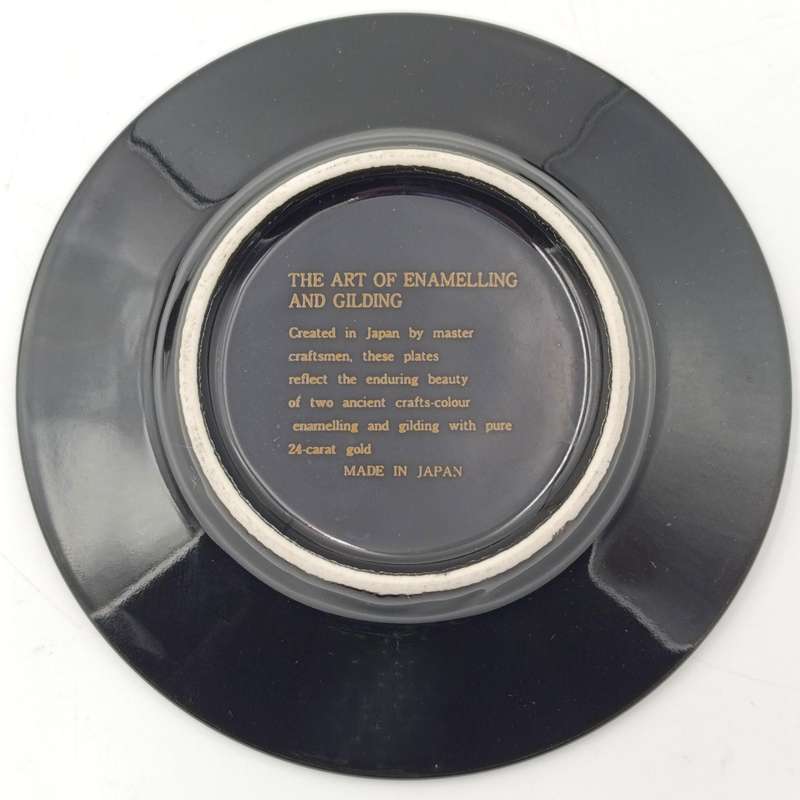 THE ART OF ENAMELLING
AND GILDING
Created in Japan by master
craftsmen, these plates
reflect the enduring beauty
of two ancient crafts-colour
enamelling and gilding with pure
24-carat gold
MADE IN JAPAN